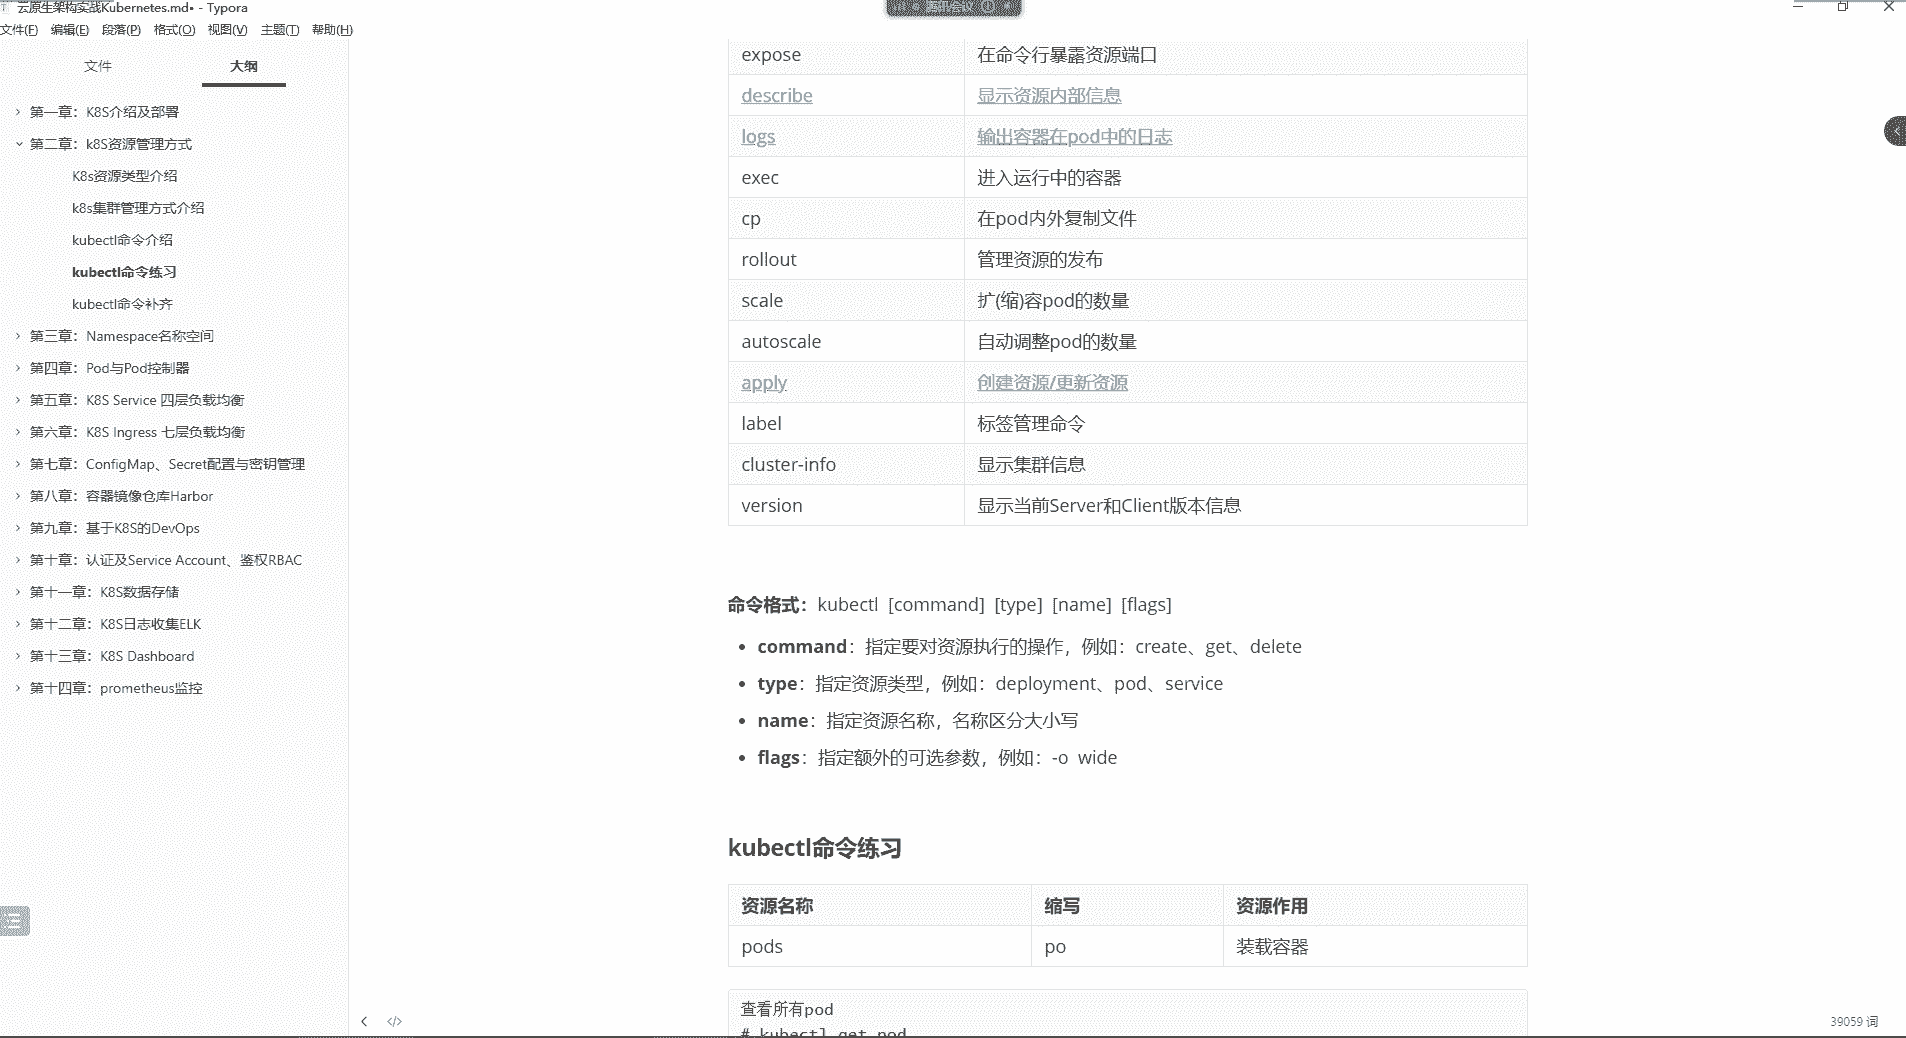 云原生架构实战Kubernetes.md• - Typora
腾讯会议
文件(F) 编辑(E) 段落(P) 格式(O) 视图(V) 主题(T) 帮助(H)
文件 大纲
第一章：K8S介绍及部署
第二章：k8S资源管理方式
K8s资源类型介绍
k8s集群管理方式介绍
kubectl命令介绍
kubectl命令练习
kubectl命令补齐
第三章：Namespace名称空间
第四章：Pod与Pod控制器
第五章：K8S Service 四层负载均衡
第六章：K8S Ingress 七层负载均衡
第七章：ConfigMap、Secret配置与密钥管理
第八章：容器镜像仓库Harbor
第九章：基于K8S的DevOps
第十章：认证及Service Account、鉴权RBAC
第十一章：K8S数据存储
第十二章：K8S日志收集ELK
第十三章：K8S Dashboard
第十四章：prometheus监控
expose 在命令行暴露资源端口
describe 显示资源内部信息
logs 输出容器在pod中的日志
exec 进入运行中的容器
cp 在pod内外复制文件
rollout 管理资源的发布
scale 扩(缩)容pod的数量
autoscale 自动调整pod的数量
apply 创建资源/更新资源
label 标签管理命令
cluster-info 显示集群信息
version 显示当前Server和Client版本信息
命令格式：kubectl [command] [type] [name] [flags]
• command：指定要对资源执行的操作，例如：create、get、delete
• type：指定资源类型，例如：deployment、pod、service
• name：指定资源名称，名称区分大小写
• flags：指定额外的可选参数，例如：-o wide
kubectl命令练习
资源名称 缩写 资源作用
pods po 装载容器
查看所有pod
# kubectl get pod
39059 词